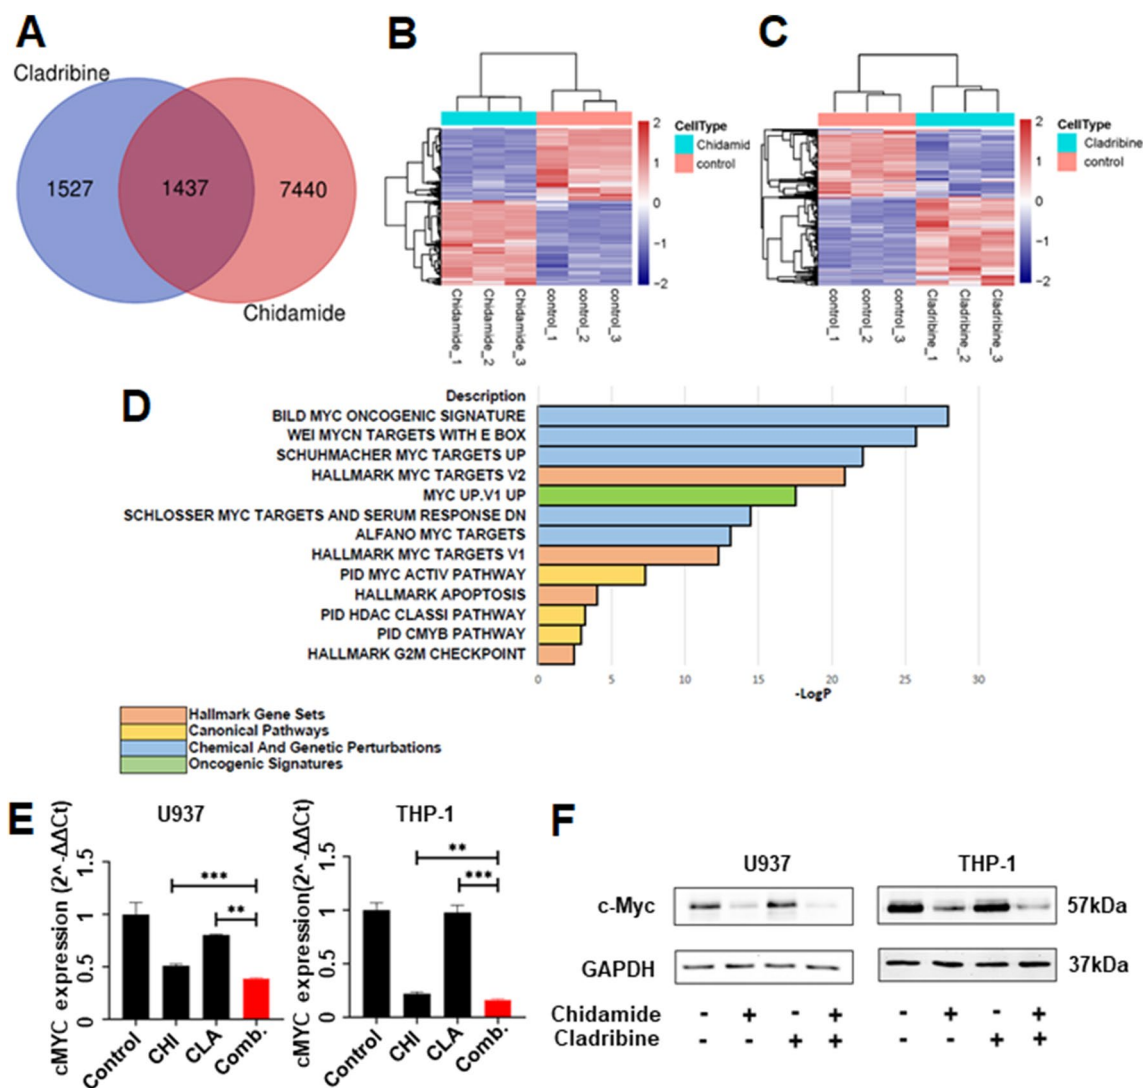 A
Cladribine
1527
1437
7440
Chidamide
B
2
1
0
−1
−2
CellType
Chidamid
control
Chidamide_1
Chidamide_2
Chidamide_3
control_1
control_2
control_3
C
2
1
0
−1
−2
CellType
Cladribine
control
control_1
control_2
control_3
Cladribine_1
Cladribine_2
Cladribine_3
D
Description
BILD MYC ONCOGENIC SIGNATURE
WEI MYCN TARGETS WITH E BOX
SCHUHMACHER MYC TARGETS UP
HALLMARK MYC TARGETS V2
MYC UP.V1 UP
SCHLOSSER MYC TARGETS AND SERUM RESPONSE DN
ALFANO MYC TARGETS
HALLMARK MYC TARGETS V1
PID MYC ACTIV PATHWAY
HALLMARK APOPTOSIS
PID HDAC CLASSI PATHWAY
PID CMYB PATHWAY
HALLMARK G2M CHECKPOINT
0 5 10 15 20 25 30
-LogP
Hallmark Gene Sets
Canonical Pathways
Chemical And Genetic Perturbations
Oncogenic Signatures
E
U937
cMYC expression (2^-ΔΔCt)
1.5
1
0.5
0
***
**
Control
CHI
CLA
Comb.
THP-1
cMYC expression(2^-ΔΔCt)
1.5
1
0.5
0
**
***
Control
CHI
CLA
Comb.
F
U937 THP-1
c-Myc 57kDa
GAPDH 37kDa
Chidamide - + - + - + - +
Cladribine - - + + - - + +